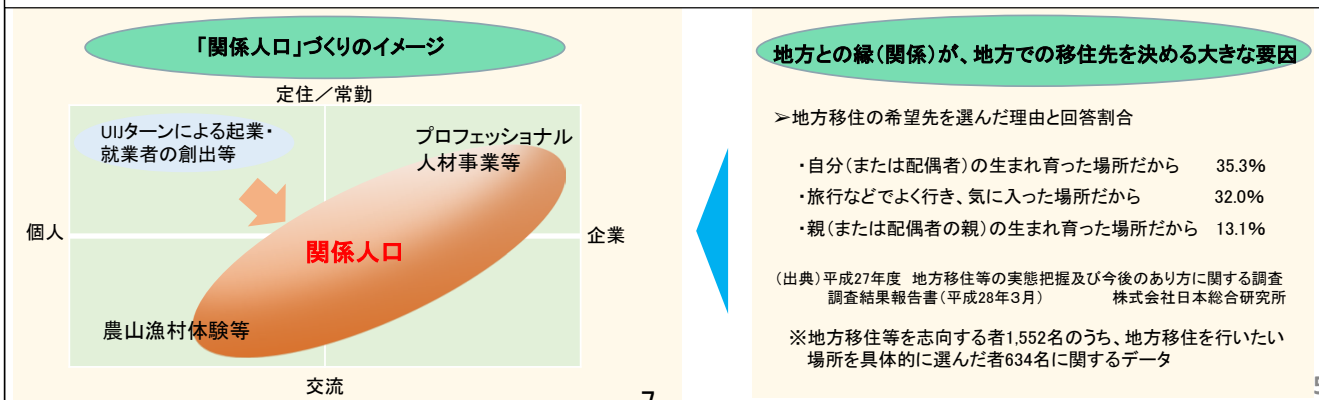 「関係人口」づくりのイメージ
定住／常勤
UIJターンによる起業・
就業者の創出等
プロフェッショナル
人材事業等
個人
企業
関係人口
農山漁村体験等
交流
7
地方との縁（関係）が、地方での移住先を決める大きな要因
➢地方移住の希望先を選んだ理由と回答割合
・自分（または配偶者）の生まれ育った場所だから 35.3%
・旅行などでよく行き、気に入った場所だから 32.0%
・親（または配偶者の親）の生まれ育った場所だから 13.1%
（出典）平成27年度 地方移住等の実態把握及び今後のあり方に関する調査
調査結果報告書（平成28年３月） 株式会社日本総合研究所
※地方移住等を志向する者1,552名のうち、地方移住を行いたい
場所を具体的に選んだ者634名に関するデータ